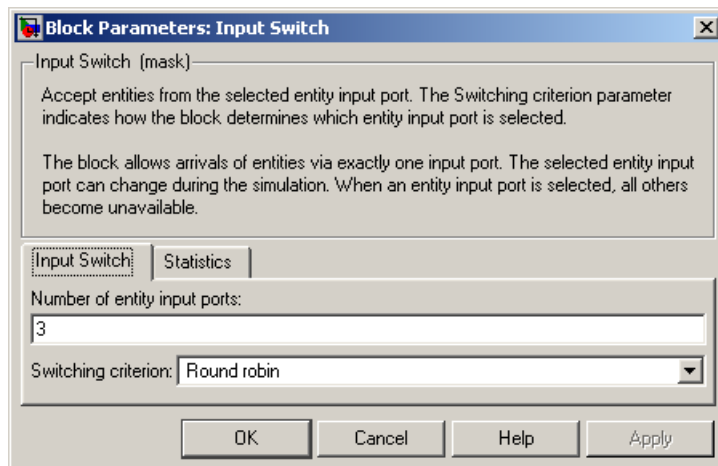 Block Parameters: Input Switch
Input Switch (mask)
Accept entities from the selected entity input port. The Switching criterion parameter
indicates how the block determines which entity input port is selected.
The block allows arrivals of entities via exactly one input port. The selected entity input
port can change during the simulation. When an entity input port is selected, all others
become unavailable.
Input Switch Statistics
Number of entity input ports:
3
Switching criterion: Round robin
OK Cancel Help Apply